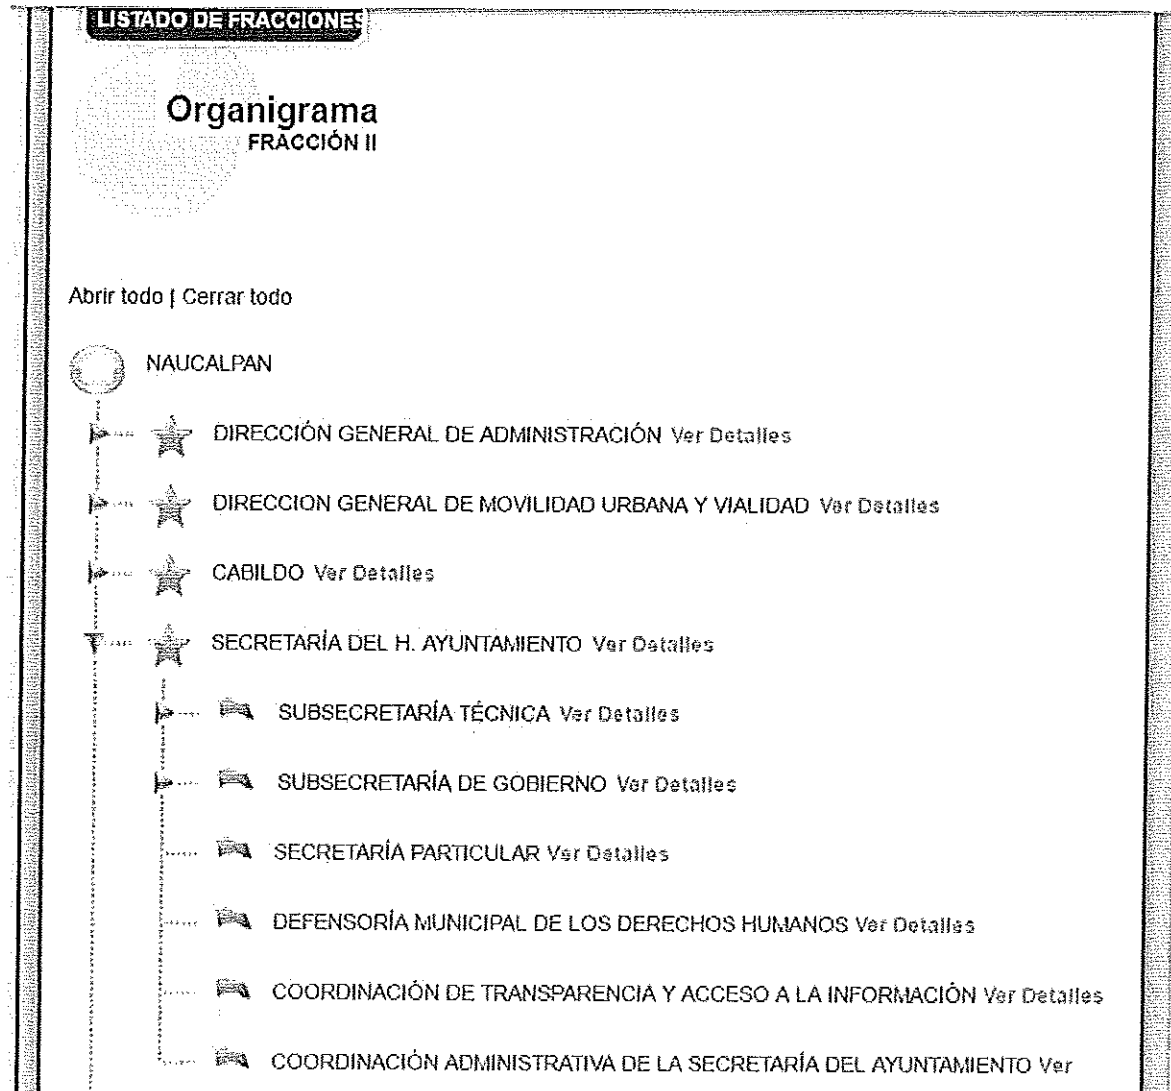 LISTADO DE FRACCIONES
Organigrama
FRACCIÓN II
Abrir todo | Cerrar todo
NAUCALPAN
DIRECCIÓN GENERAL DE ADMINISTRACIÓN Ver Detalles
DIRECCION GENERAL DE MOVILIDAD URBANA Y VIALIDAD Ver Detalles
CABILDO Ver Detalles
SECRETARÍA DEL H. AYUNTAMIENTO Ver Detalles
SUBSECRETARÍA TÉCNICA Ver Detalles
SUBSECRETARÍA DE GOBIERNO Ver Detalles
SECRETARÍA PARTICULAR Ver Detalles
DEFENSORÍA MUNICIPAL DE LOS DERECHOS HUMANOS Ver Detalles
COORDINACIÓN DE TRANSPARENCIA Y ACCESO A LA INFORMACIÓN Ver Detalles
COORDINACIÓN ADMINISTRATIVA DE LA SECRETARÍA DEL AYUNTAMIENTO Ver